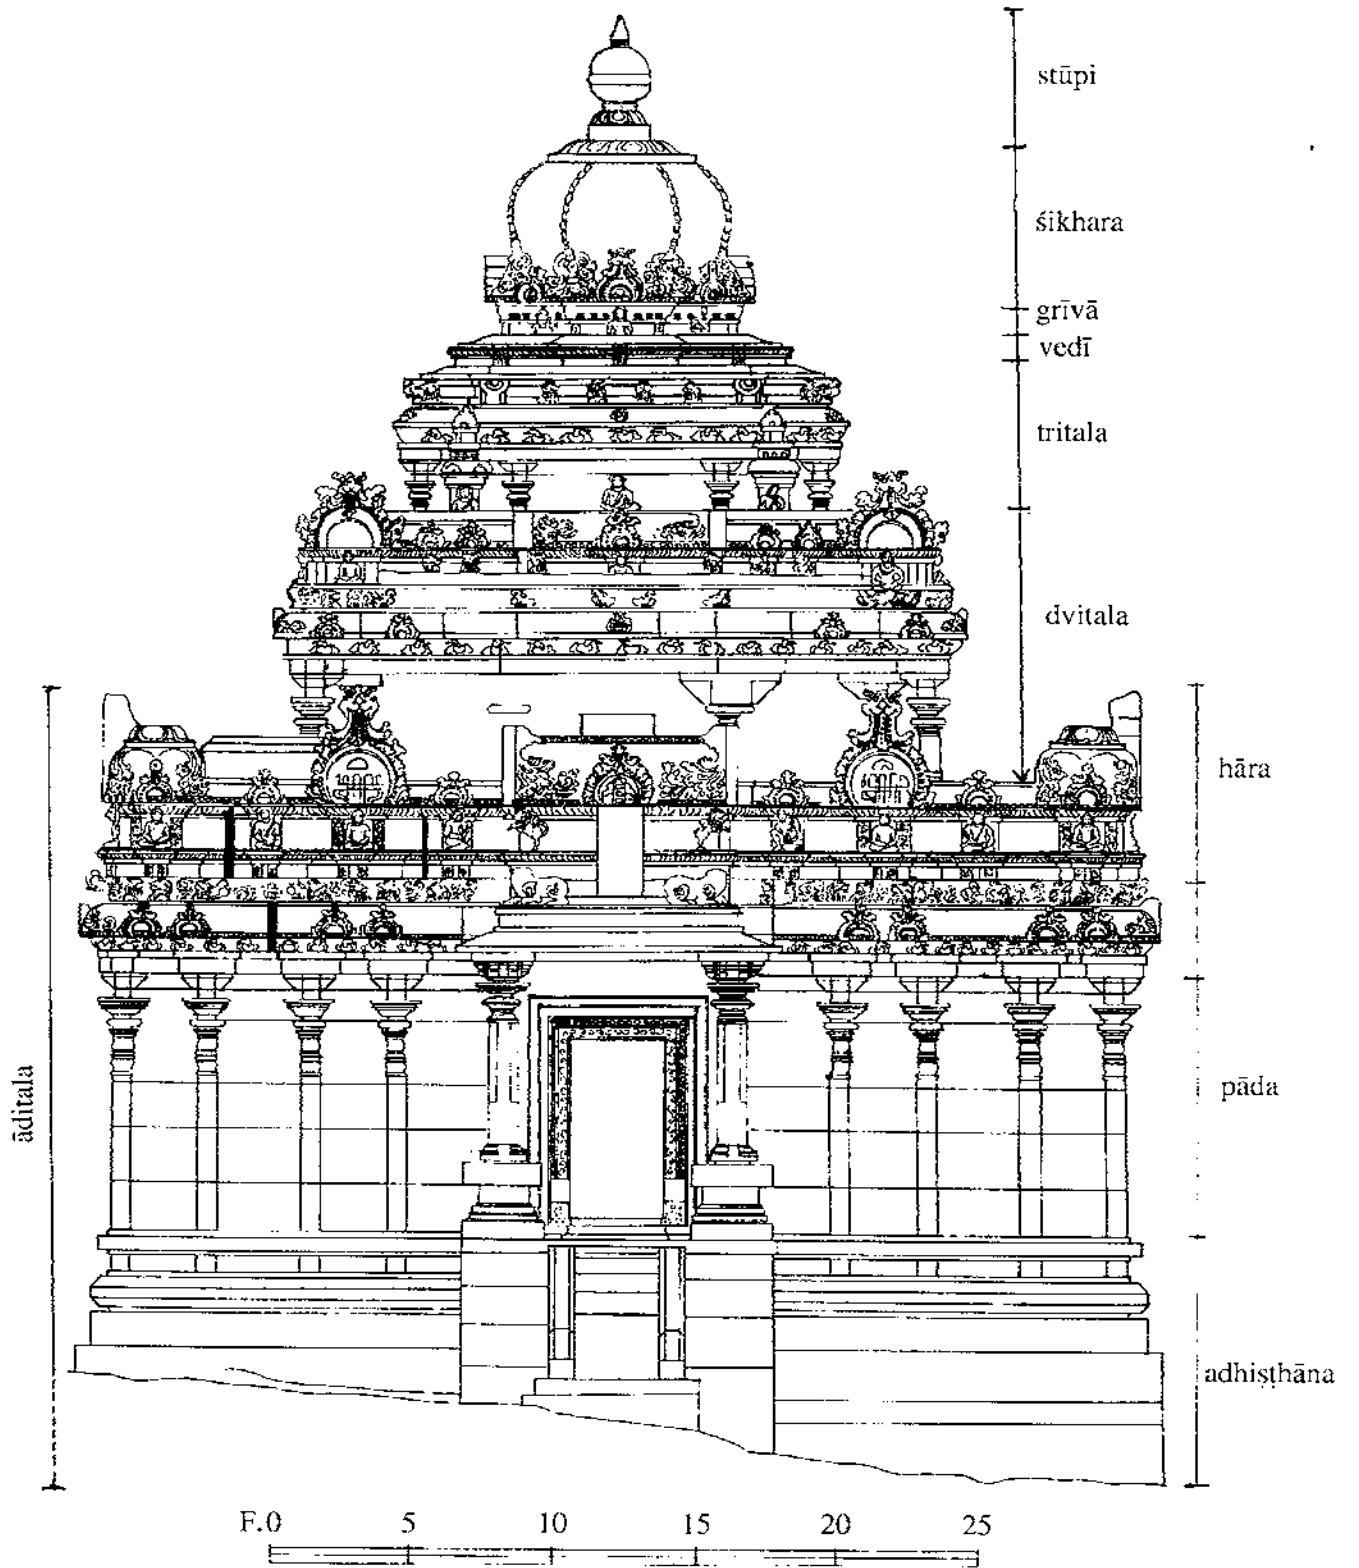 stūpi
śikhara
grīvā
vedī
tritala
dvitala
hāra
pāda
āditala
adhiṣṭhāna
F.0 5 10 15 20 25